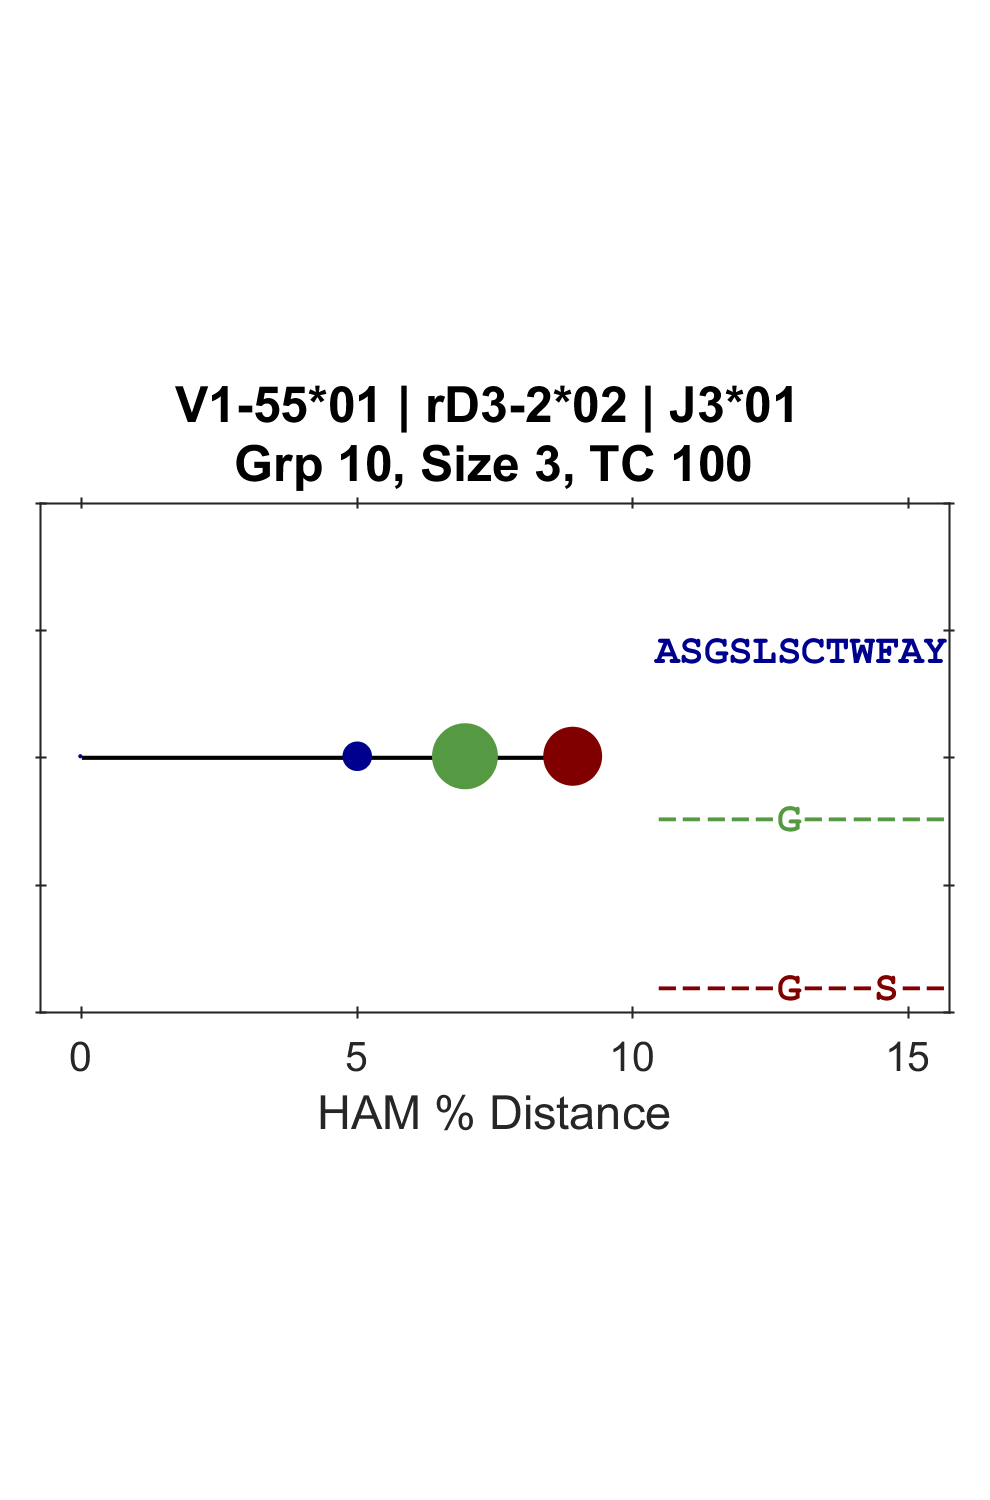 V1-55*01 | rD3-2*02 | J3*01
Grp 10, Size 3, TC 100
ASGSLSCTWFAY
-----G------
-----G---S--
0 5 10 15
HAM % Distance